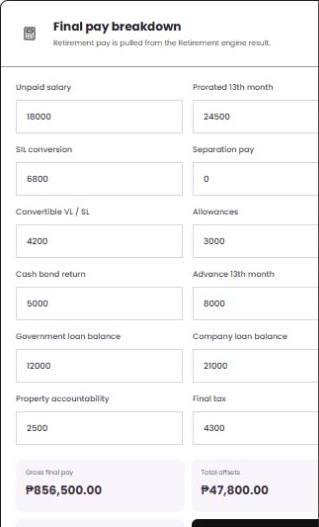 Final pay breakdown
Retirement pay is pulled from the Retirement engine result.
Unpaid salary
Prorated 13th month
18000
24500
SIL conversion
Separation pay
6800
0
Convertible VL / SL
Allowances
4200
3000
Cash bond return
Advance 13th month
5000
8000
Government loan balance
Company loan balance
12000
21000
Property accountability
Final tax
2500
4300
Gross final pay
Total offsets
₱856,500.00
₱47,800.00